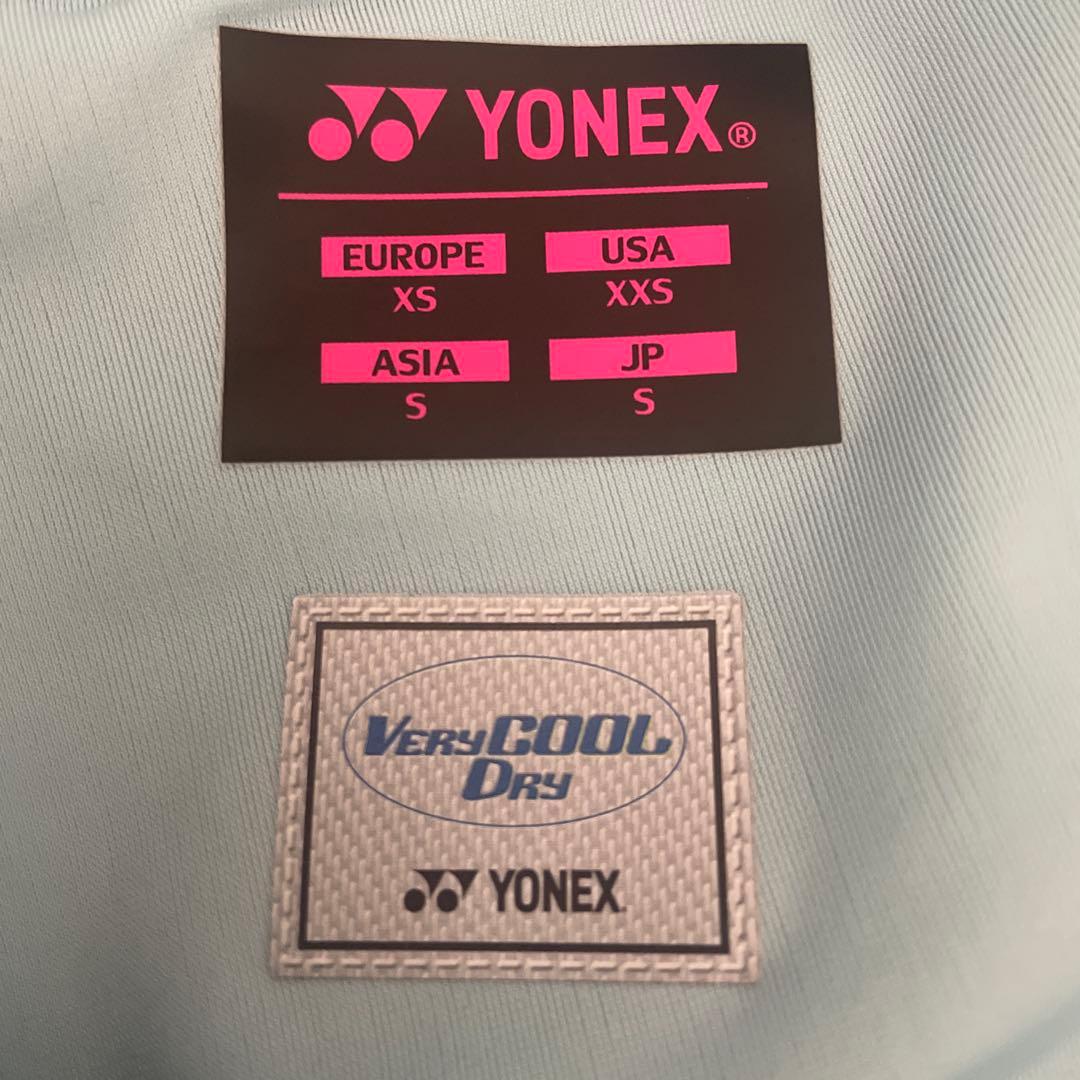 YONEX®
EUROPE USA
XS XXS
ASIA JP
S S
VERY COOL
DRY
YONEX